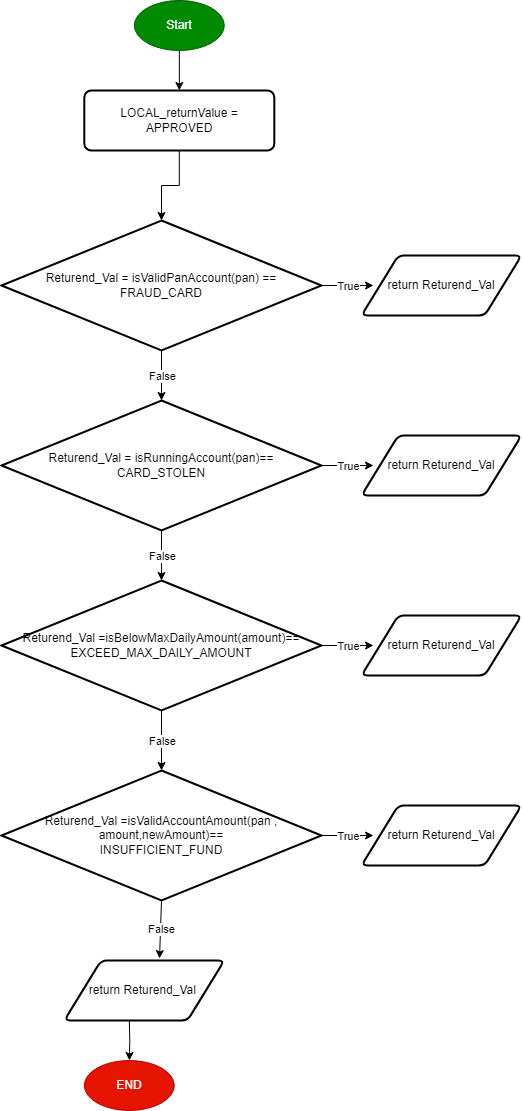 Start
LOCAL_returnValue =
APPROVED
Returend_Val = isValidPanAccount(pan) ==
FRAUD_CARD
True
return Returend_Val
False
Returend_Val = isRunningAccount(pan)==
CARD_STOLEN
True
return Returend_Val
False
Returend_Val =isBelowMaxDailyAmount(amount)==
EXCEED_MAX_DAILY_AMOUNT
True
return Returend_Val
False
Returend_Val =isValidAccountAmount(pan ,
amount,newAmount)==
INSUFFICIENT_FUND
True
return Returend_Val
False
return Returend_Val
END